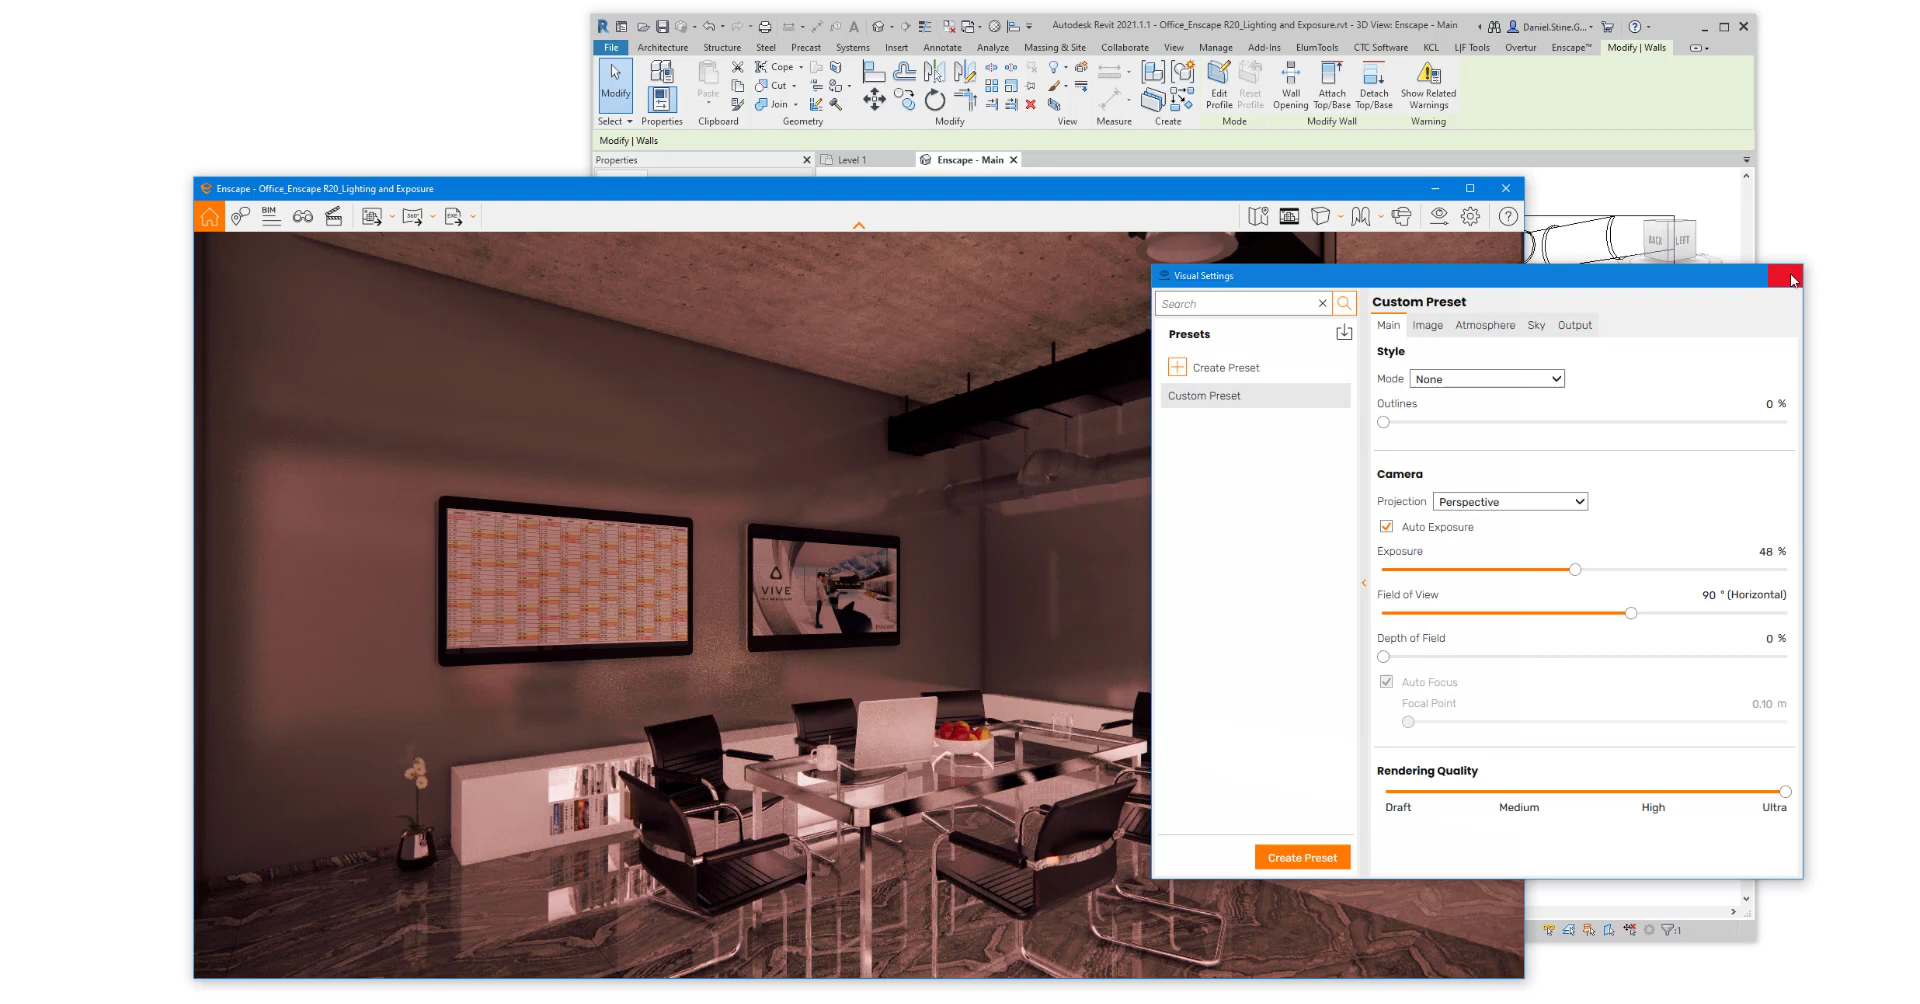 Autodesk Revit 2021.1.1 - Office_Enscape R20_Lighting and Exposure.rvt - 3D View: Enscape - Main
Daniel.Stine.G...
File Architecture Structure Steel Precast Systems Insert Annotate Analyze Massing & Site Collaborate View Manage Add-Ins ElumTools CTC Software KCL LJF Tools Overtur Enscape™ Modify | Walls
Cope
Cut
Join
Modify
Paste
Edit Profile
Reset Profile
Wall Opening
Attach Top/Base
Detach Top/Base
Show Related Warnings
Select Properties Clipboard Geometry Modify View Measure Create Mode Modify Wall Warning
Modify | Walls
Properties
Level 1
Enscape - Main
Enscape - Office_Enscape R20_Lighting and Exposure
BIM
360°
EXE
BACK LEFT
VIVE
Visual Settings
Search
Presets
Create Preset
Custom Preset
Create Preset
Custom Preset
Main Image Atmosphere Sky Output
Style
Mode None
Outlines 0 %
Camera
Projection Perspective
Auto Exposure
Exposure 48 %
Field of View 90 ° (Horizontal)
Depth of Field 0 %
Auto Focus
Focal Point 0.10 m
Rendering Quality
Draft Medium High Ultra
:1